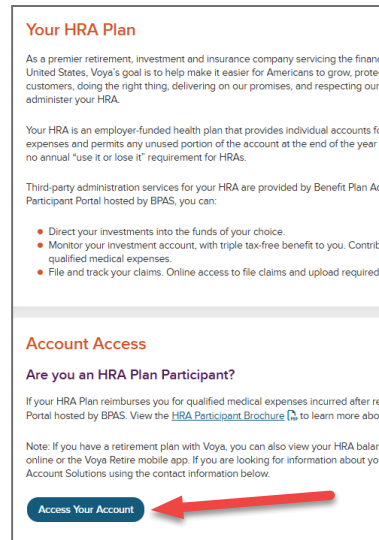 Your HRA Plan
As a premier retirement, investment and insurance company servicing the
United States, Voya's goal is to help make it easier for Americans to grow,
customers, doing the right thing, delivering on our promises, and respecting our
administer your HRA.
Your HRA is an employer-funded health plan that provides individual accounts
expenses and permits any unused portion of the account at the end of the year
no annual "use it or lose it" requirement for HRAs.
Third-party administration services for your HRA are provided by Benefit Plan
Participant Portal hosted by BPAS, you can:
Direct your investments into the funds of your choice.
Monitor your investment account, with triple tax-free benefit to you.
qualified medical expenses.
File and track your claims. Online access to file claims and upload required
Account Access
Are you an HRA Plan Participant?
If your HRA Plan reimburses you for qualified medical expenses incurred after
Portal hosted by BPAS. View the HRA Participant Brochure to learn more
Note: If you have a retirement plan with Voya, you can also view your HRA
online or the Voya Retire mobile app. If you are looking for information about
Account Solutions using the contact information below.
Access Your Account